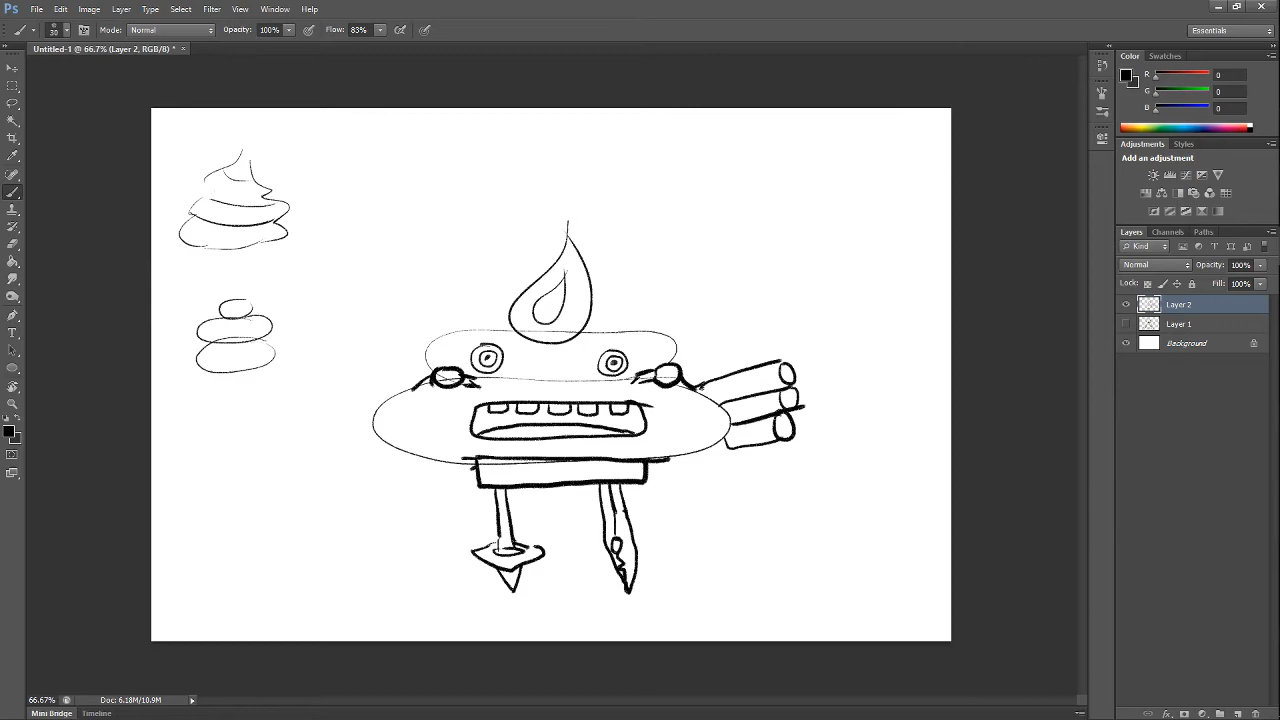 Ps File Edit Image Layer Type Select Filter View Window Help
30 Mode: Normal Opacity: 100% Flow: 83% Essentials
Untitled-1 @ 66.7% (Layer 2, RGB/8) * ×
Color Swatches
R 0
G 0
B 0
Adjustments Styles
Add an adjustment
Layers Channels Paths
Kind
Normal Opacity: 100%
Lock: Fill: 100%
Layer 2
Layer 1
Background
66.67% Doc: 6.18M/10.9M
Mini Bridge Timeline
fx